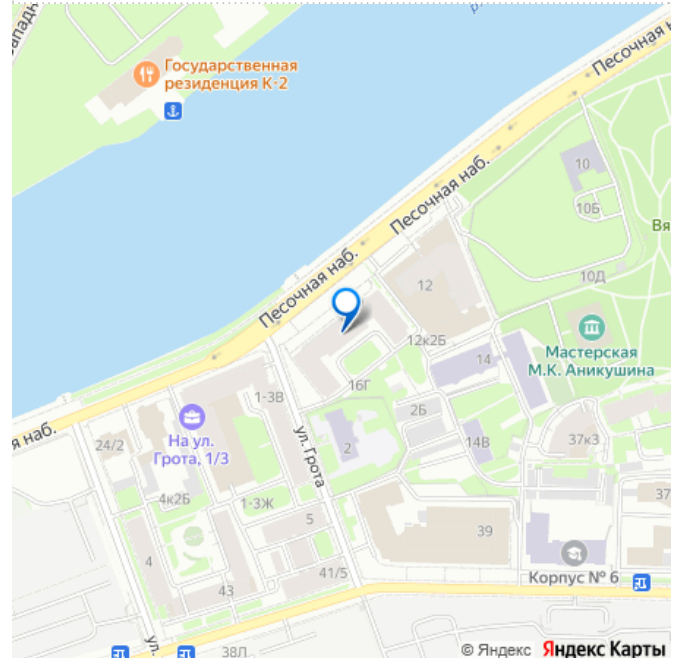 Западн
р.
Государственная
резиденция К-2
Песочная н
10
10Б
Вя
Песочная наб.
10Д
12
Песочная наб.
12к2Б
Мастерская
М.К. Аникушина
14
16Г
1-3В
2Б
я наб.
24/2
На ул.
Грота, 1/3
ул. Грота
2
14В
37к3
37
4к2Б
1-3Ж
5
39
4
43
41/5
Корпус № 6
ул.
38Л
© Яндекс Яндекс Карты